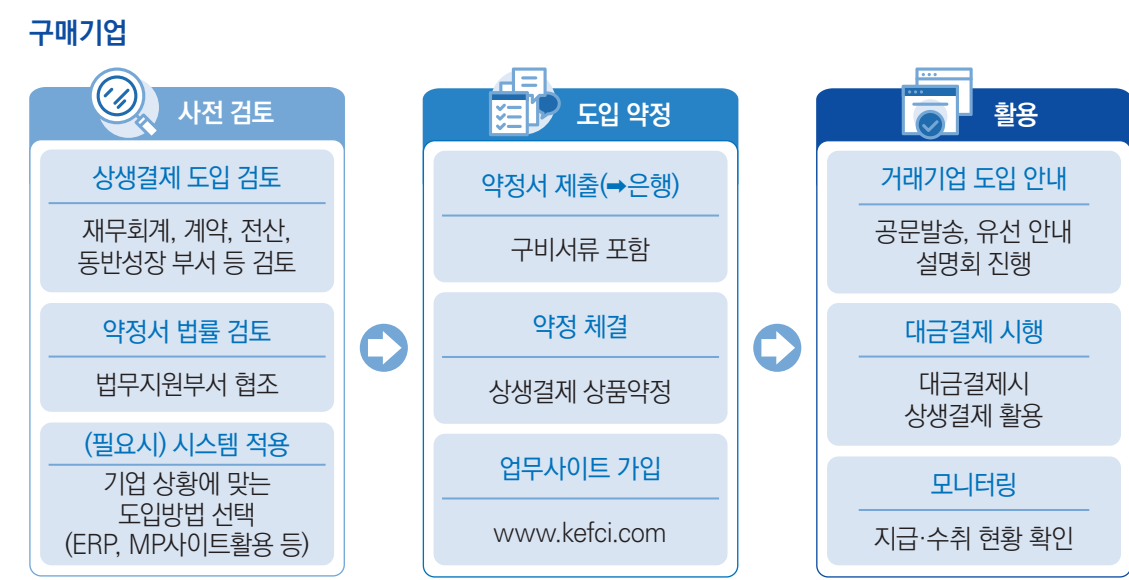 구매기업
사전 검토
상생결제 도입 검토
재무회계, 계약, 전산,
동반성장 부서 등 검토
약정서 법률 검토
법무지원부서 협조
(필요시) 시스템 적용
기업 상황에 맞는
도입방법 선택
(ERP, MP사이트활용 등)
도입 약정
약정서 제출(➡은행)
구비서류 포함
약정 체결
상생결제 상품약정
업무사이트 가입
www.kefci.com
활용
거래기업 도입 안내
공문발송, 유선 안내
설명회 진행
대금결제 시행
대금결제시
상생결제 활용
모니터링
지급·수취 현황 확인